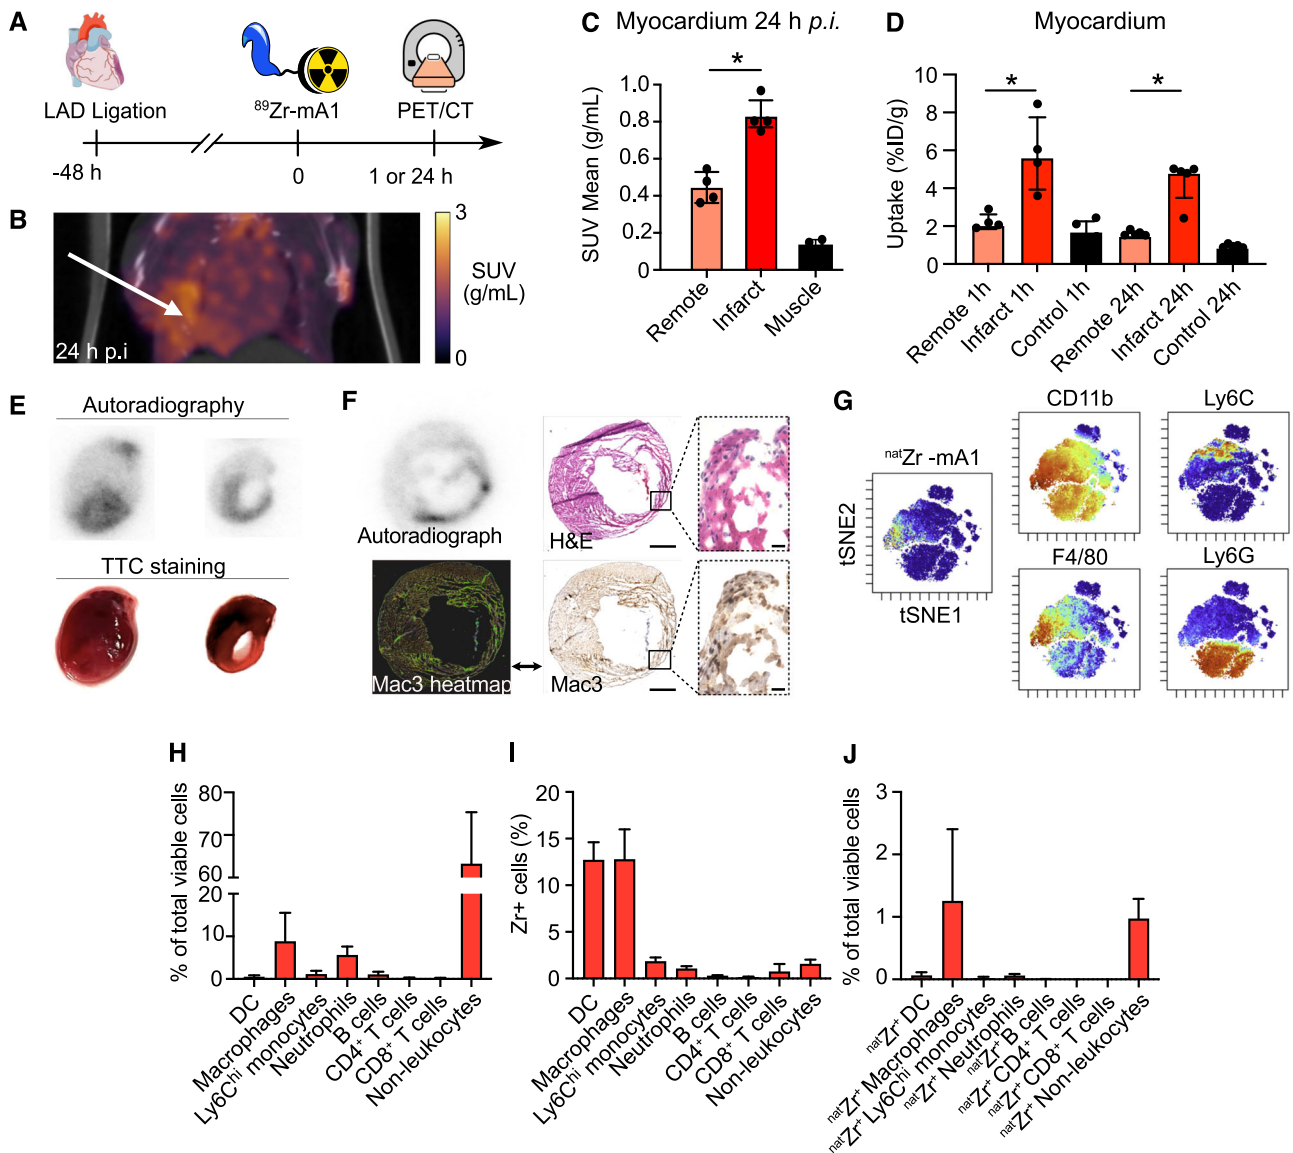 A
LAD Ligation
⁸⁹Zr-mA1
PET/CT
-48 h
0
1 or 24 h
B
24 h p.i
3
SUV
(g/mL)
0
C
Myocardium 24 h p.i.
*
SUV Mean (g/mL)
1.0
0.8
0.6
0.4
0.2
0
Remote
Infarct
Muscle
D
Myocardium
* *
Uptake (%ID/g)
10
8
6
4
2
0
Remote 1h
Infarct 1h
Control 1h
Remote 24h
Infarct 24h
Control 24h
E
Autoradiography
TTC staining
F
Autoradiograph
H&E
Mac3 heatmap
Mac3
G
ⁿᵃᵗZr -mA1
tSNE2
tSNE1
CD11b
Ly6C
F4/80
Ly6G
H
% of total viable cells
80
70
60
20
10
0
DC
Macrophages
Ly6Cʰⁱ monocytes
Neutrophils
B cells
CD4⁺ T cells
CD8⁺ T cells
Non-leukocytes
I
Zr+ cells (%)
20
15
10
5
0
DC
Macrophages
Ly6Cʰⁱ monocytes
Neutrophils
B cells
CD4⁺ T cells
CD8⁺ T cells
Non-leukocytes
J
% of total viable cells
3
2
1
0
ⁿᵃᵗZr⁺ DC
ⁿᵃᵗZr⁺ Macrophages
ⁿᵃᵗZr⁺ Ly6Cʰⁱ monocytes
ⁿᵃᵗZr⁺ Neutrophils
ⁿᵃᵗZr⁺ B cells
ⁿᵃᵗZr⁺ CD4⁺ T cells
ⁿᵃᵗZr⁺ CD8⁺ T cells
ⁿᵃᵗZr⁺ Non-leukocytes